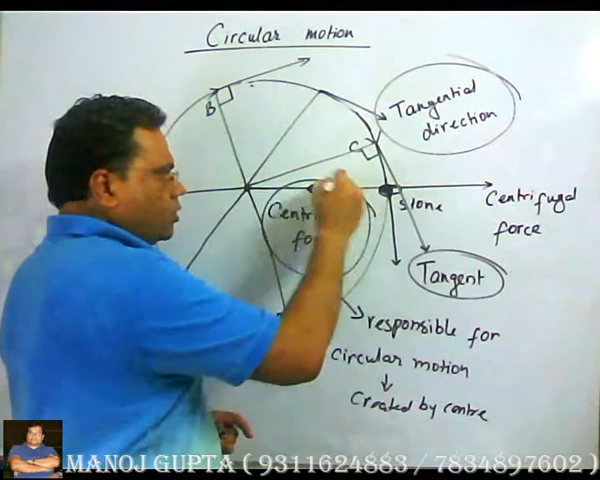 Circular motion
B
Tangential
direction
C
stone
Centrifugal
force
Tangent
responsible for
circular motion
Created by centre
MANOJ GUPTA ( 9311624883 / 7834897602 )